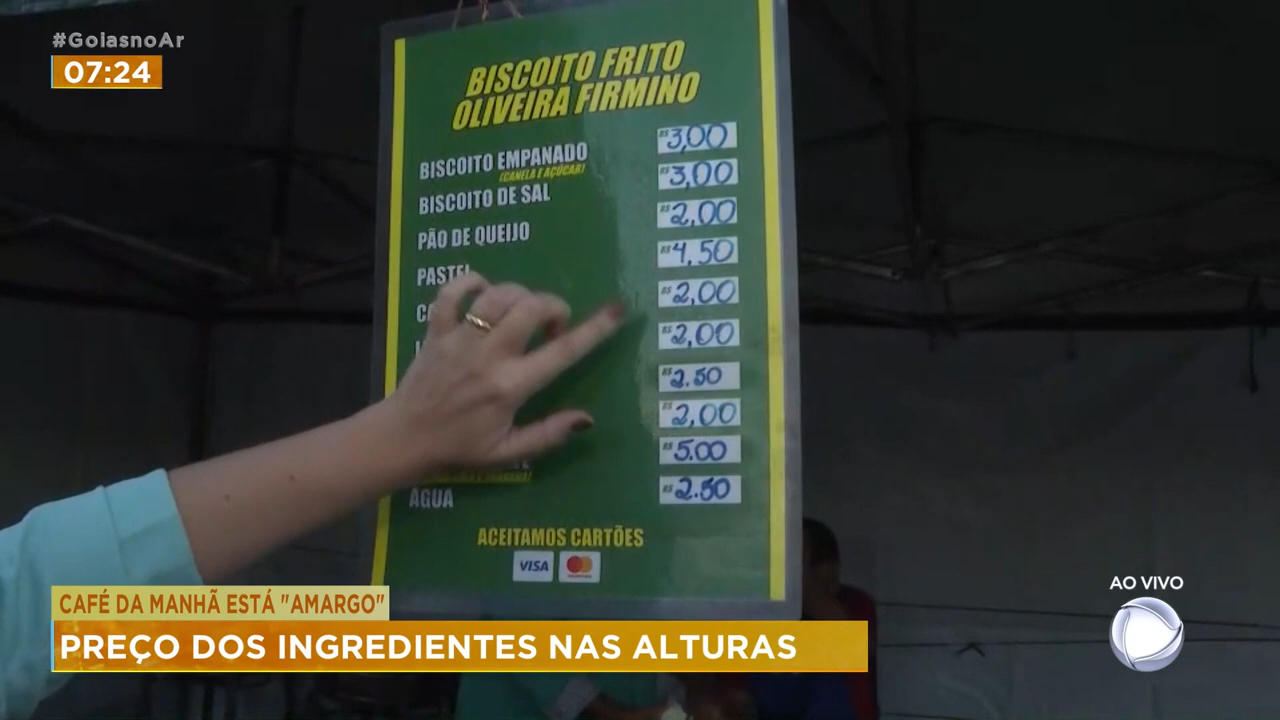 #GoiasnoAr
07:24
BISCOITO FRITO
OLIVEIRA FIRMINO
BISCOITO EMPANADO R$ 3,00
(CANELA E AÇÚCAR)
BISCOITO DE SAL R$ 3,00
PÃO DE QUEIJO R$ 2,00
PASTEL R$ 4,50
R$ 2,00
R$ 2,00
R$ 2.50
R$ 2,00
R$ 5.00
ÁGUA R$ 2.50
ACEITAMOS CARTÕES
VISA
AO VIVO
CAFÉ DA MANHÃ ESTÁ "AMARGO"
PREÇO DOS INGREDIENTES NAS ALTURAS